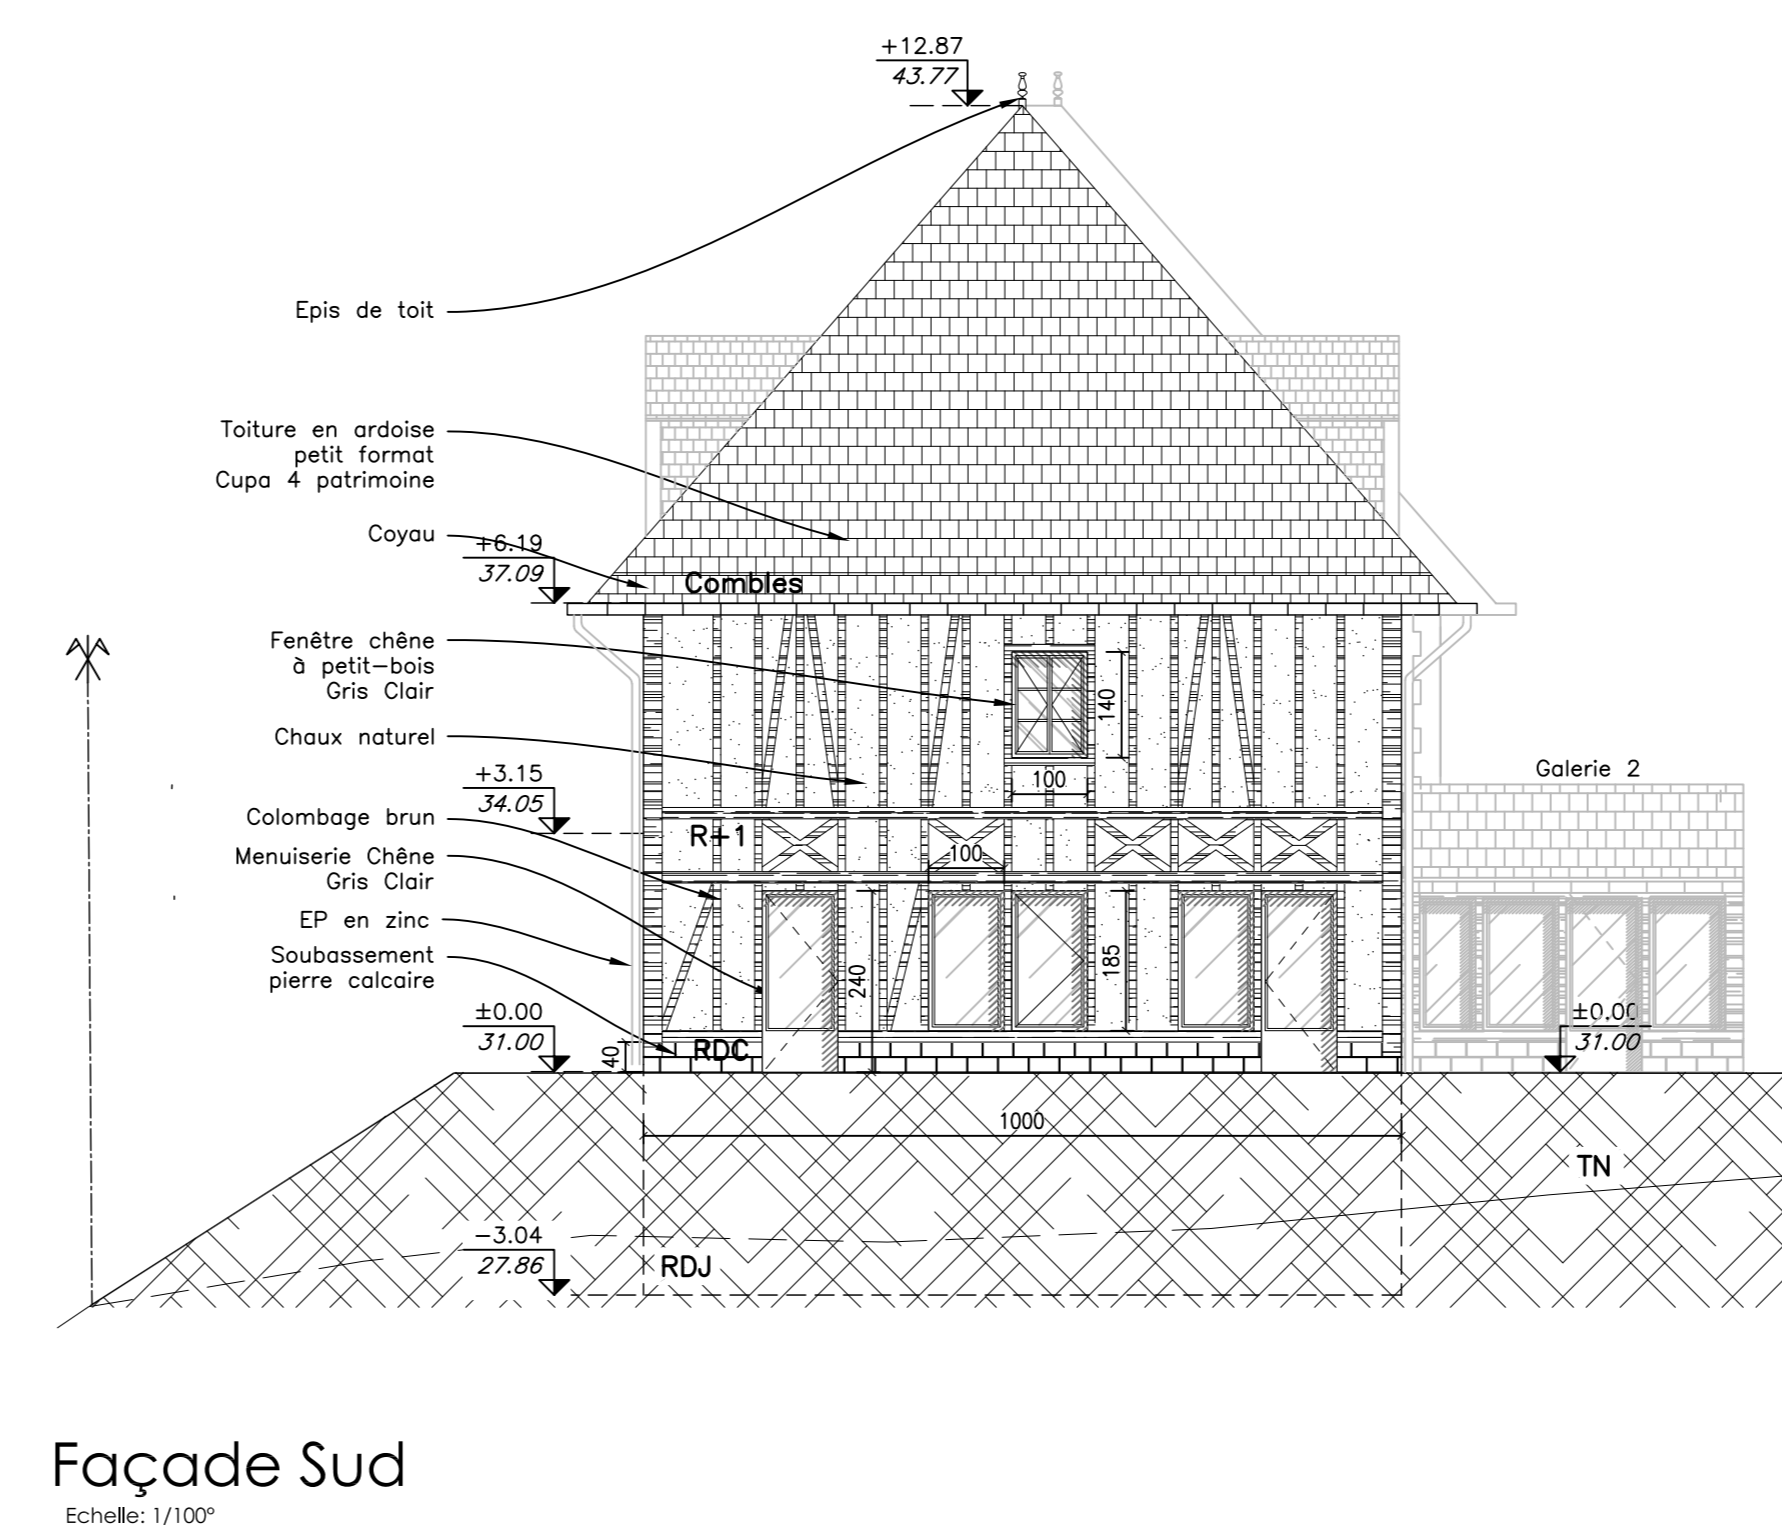 +12.87
43.77
Epis de toit
Toiture en ardoise
petit format
Cupa 4 patrimoine
Coyau
+6.19
37.09
Combles
Fenêtre chêne
à petit-bois
Gris Clair
140
Chaux naturel
100
Galerie 2
+3.15
34.05
Colombage brun
R+1
Menuiserie Chêne
Gris Clair
100
EP en zinc
Soubassement
pierre calcaire
240
185
±0.00
31.00
40
RDC
±0.00
31.00
1000
TN
-3.04
27.86
RDJ
Façade Sud
Echelle: 1/100°